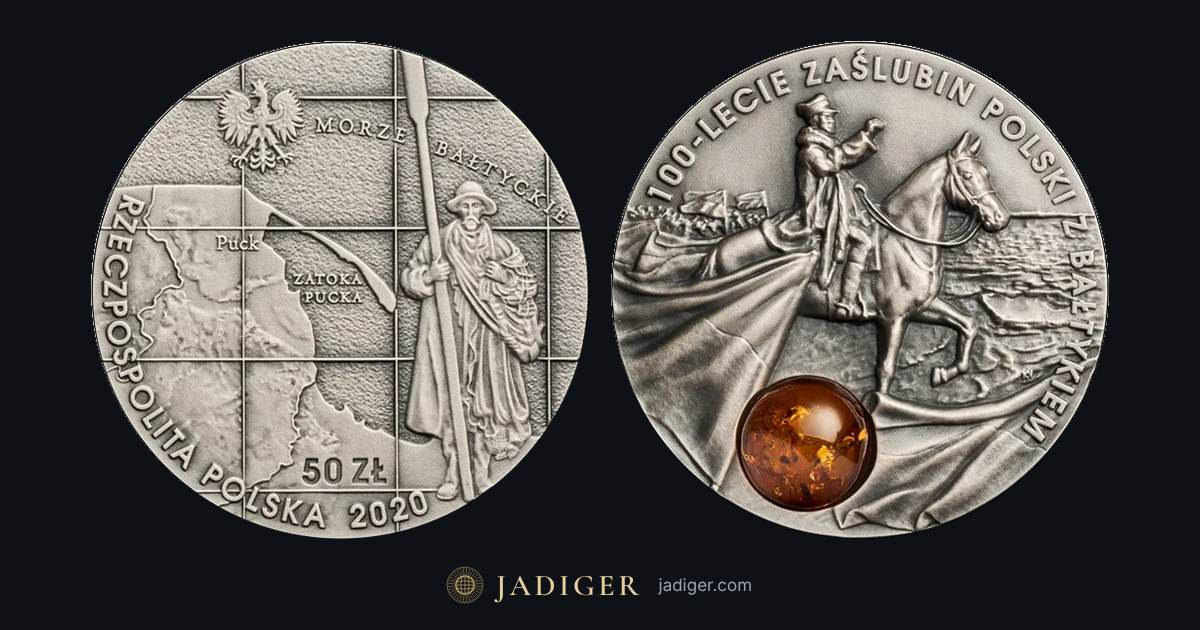 MORZE BAŁTYCKIE
RZECZPOSPOLITA POLSKA 2020
Puck
ZATOKA
PUCKA
50 ZŁ
100-LECIE ZAŚLUBIN POLSKI Z BAŁTYKIEM
JADIGER jadiger.com